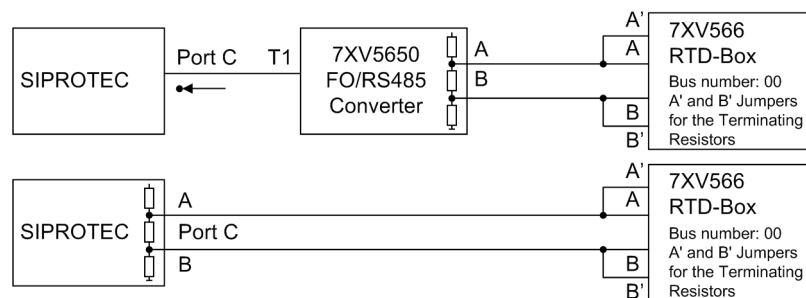 SIPROTEC
Port C
T1
7XV5650
FO/RS485
Converter
A
B
A'
A
B
B'
7XV566
RTD-Box
Bus number: 00
A' and B' Jumpers
for the Terminating
Resistors
SIPROTEC
A
Port C
B
A'
A
B
B'
7XV566
RTD-Box
Bus number: 00
A' and B' Jumpers
for the Terminating
Resistors